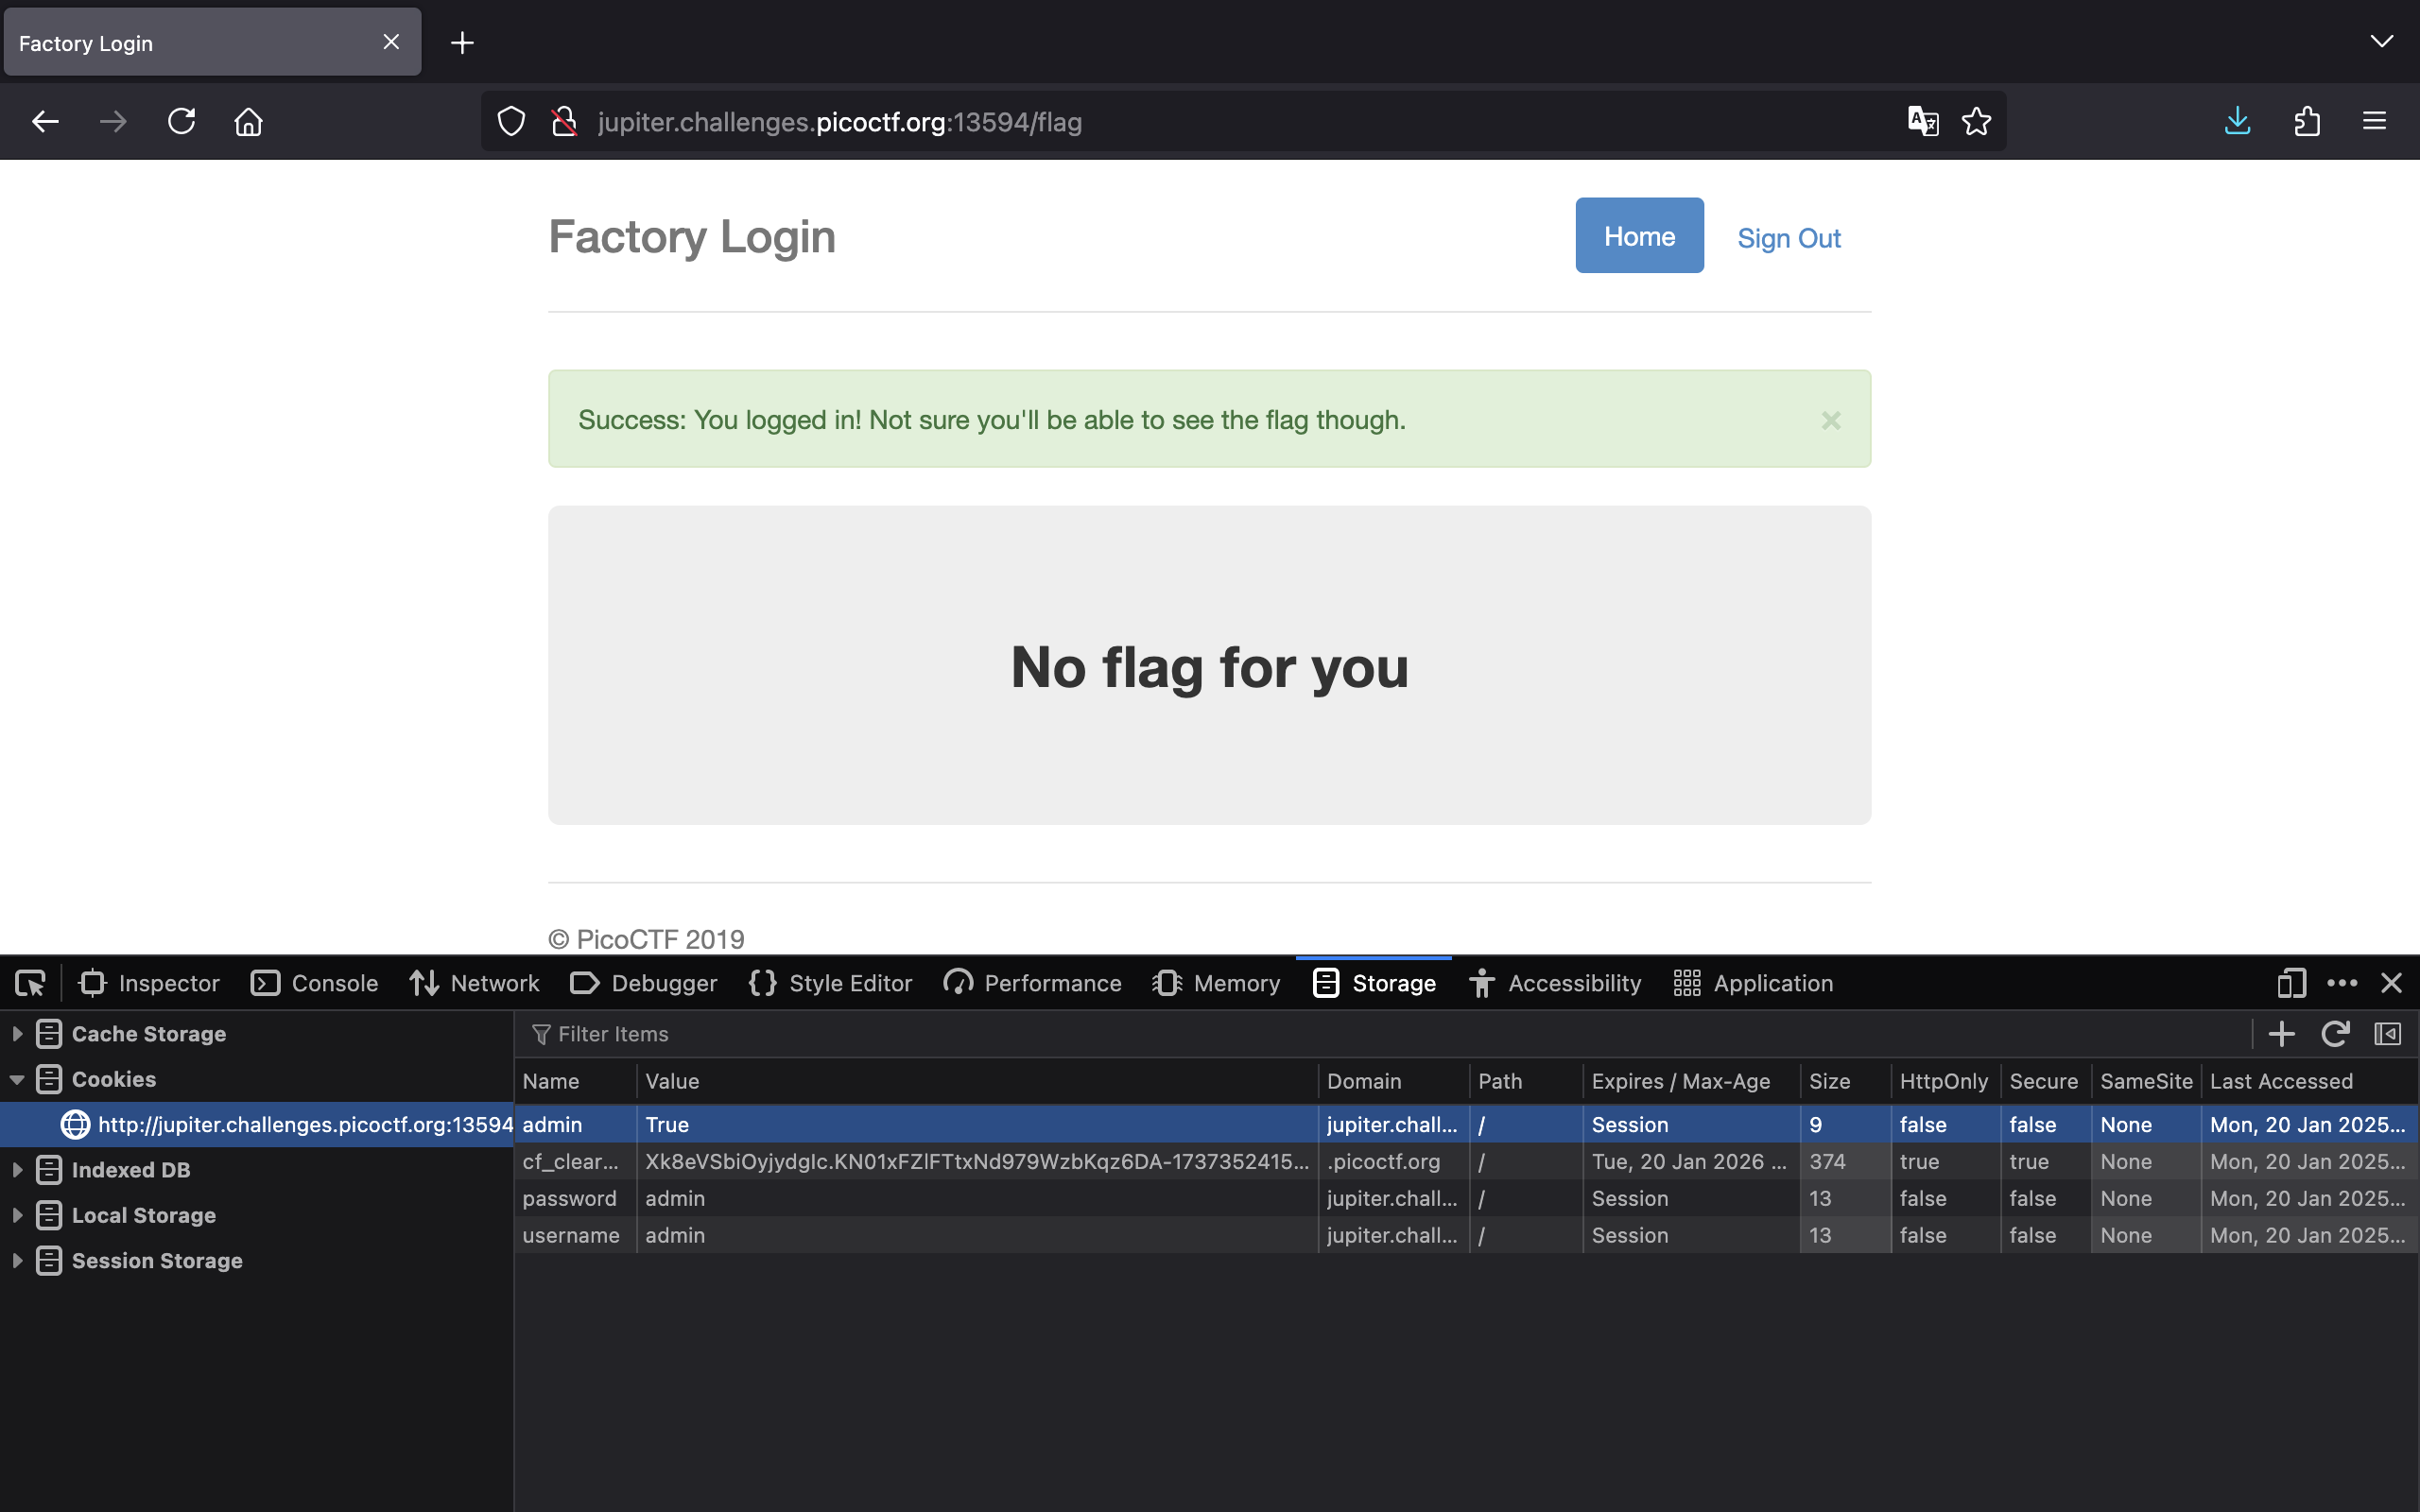 Factory Login
jupiter.challenges.picoctf.org:13594/flag
Factory Login
Home
Sign Out
Success: You logged in! Not sure you'll be able to see the flag though.
×
No flag for you
© PicoCTF 2019
Inspector Console Network Debugger Style Editor Performance Memory Storage Accessibility Application
Cache Storage
Cookies
http://jupiter.challenges.picoctf.org:13594
Indexed DB
Local Storage
Session Storage
Filter Items
Name Value Domain Path Expires / Max-Age Size HttpOnly Secure SameSite Last Accessed
admin True jupiter.chall... / Session 9 false false None Mon, 20 Jan 2025...
cf_clear... Xk8eVSbiOyjydgIc.KN01xFZlFTtxNd979WzbKqz6DA-1737352415... .picoctf.org / Tue, 20 Jan 2026 ... 374 true true None Mon, 20 Jan 2025...
password admin jupiter.chall... / Session 13 false false None Mon, 20 Jan 2025...
username admin jupiter.chall... / Session 13 false false None Mon, 20 Jan 2025...